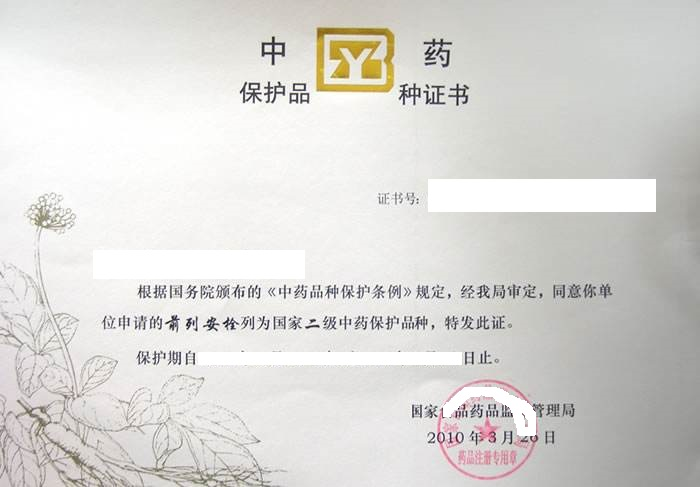 中 药
保护品 种证书
证书号:
根据国务院颁布的《中药品种保护条例》规定,经我局审定,同意你单
位申请的前列安栓列为国家二级中药保护品种,特发此证。
保护期自 日止。
国家食品药品监 管理局
2010 年 3 月 26 日
药品注册专用章